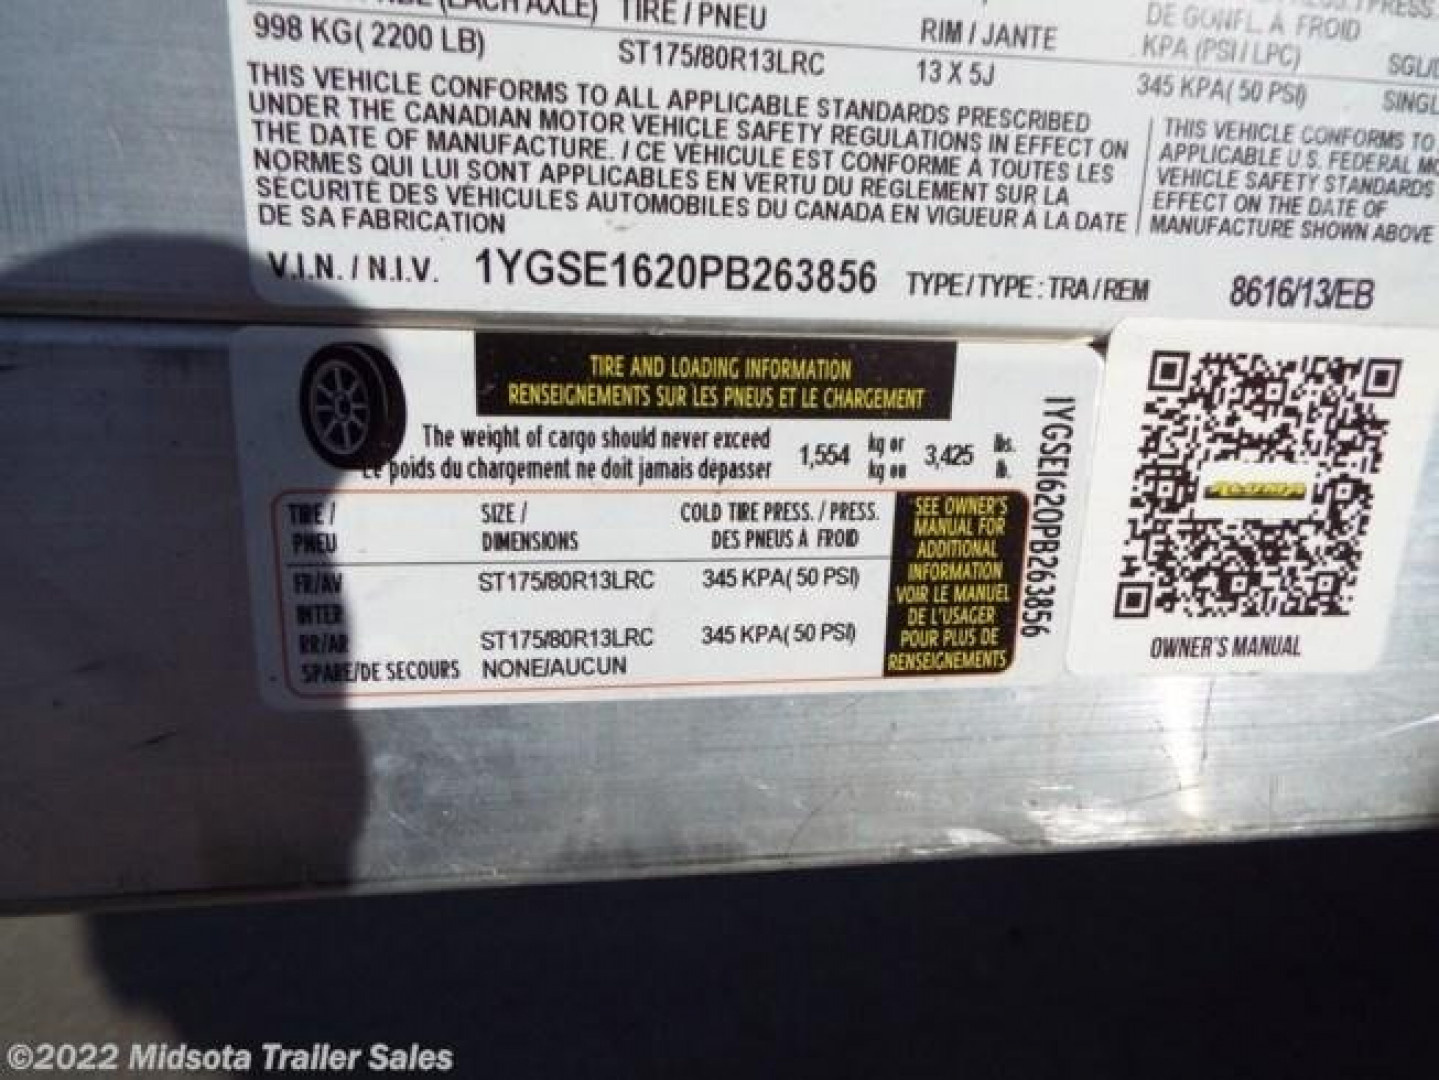 (EACH AXLE) TIRE / PNEU RIM / JANTE DE GONFL. À FROID
998 KG( 2200 LB) ST175/80R13LRC 13 X 5J KPA (PSI / LPC)
345 KPA( 50 PSI)
THIS VEHICLE CONFORMS TO ALL APPLICABLE STANDARDS PRESCRIBED
UNDER THE CANADIAN MOTOR VEHICLE SAFETY REGULATIONS IN EFFECT ON
THE DATE OF MANUFACTURE. / CE VÉHICULE EST CONFORME À TOUTES LES
NORMES QUI LUI SONT APPLICABLES EN VERTU DU RÈGLEMENT SUR LA
SÉCURITÉ DES VÉHICULES AUTOMOBILES DU CANADA EN VIGUEUR À LA DATE
DE SA FABRICATION
THIS VEHICLE CONFORMS TO
APPLICABLE U.S. FEDERAL
VEHICLE SAFETY STANDARDS
EFFECT ON THE DATE OF
MANUFACTURE SHOWN ABOVE
V.I.N. / N.I.V. 1YGSE1620PB263856 TYPE / TYPE : TRA / REM 8616/13/EB
TIRE AND LOADING INFORMATION
RENSEIGNEMENTS SUR LES PNEUS ET LE CHARGEMENT
The weight of cargo should never exceed 1,554 kg or 3,425 lbs.
Le poids du chargement ne doit jamais dépasser kg ou lb.
TIRE / SIZE / COLD TIRE PRESS. / PRESS.
PNEU DIMENSIONS DES PNEUS À FROID
FR/AV ST175/80R13LRC 345 KPA( 50 PSI)
INTER
RR/AR ST175/80R13LRC 345 KPA( 50 PSI)
SPARE/DE SECOURS NONE/AUCUN
SEE OWNER'S
MANUAL FOR
ADDITIONAL
INFORMATION
VOIR LE MANUEL
DE L'USAGER
POUR PLUS DE
RENSEIGNEMENTS
1YGSE1620PB263856
OWNER'S MANUAL
©2022 Midsota Trailer Sales